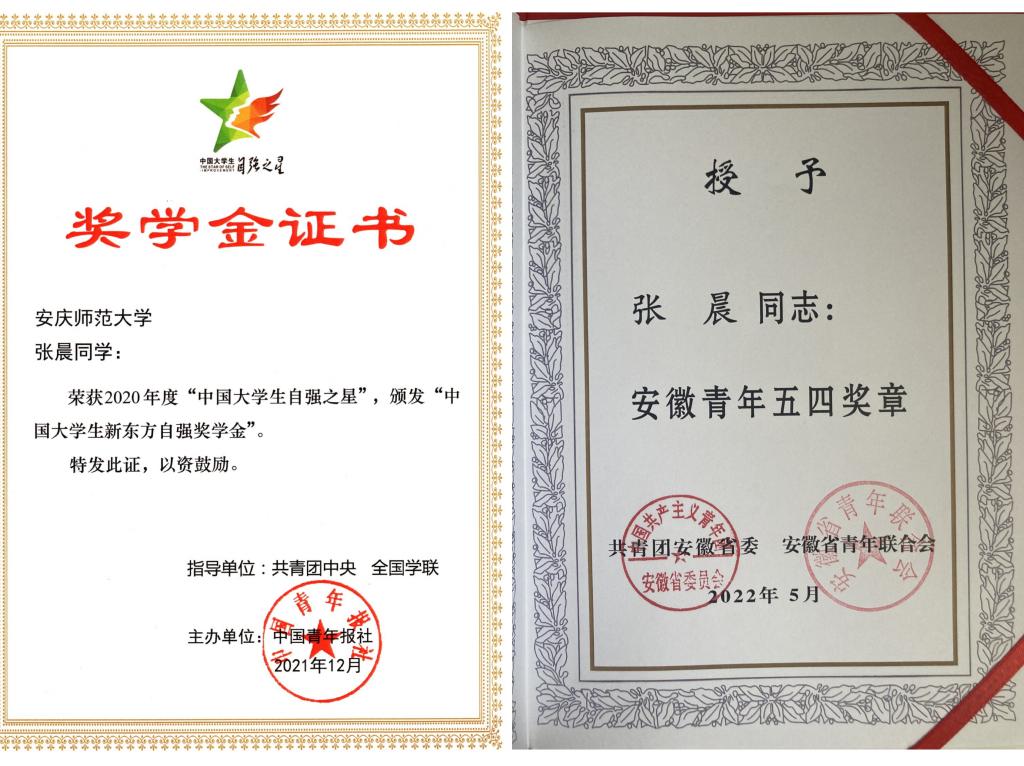 中国大学生
THE STAR OF SELF
-IMPROVEMENT
自强之星
奖学金证书
安庆师范大学
张晨同学：
荣获2020年度“中国大学生自强之星”，颁发“中
国大学生新东方自强奖学金”。
特发此证，以资鼓励。
指导单位：共青团中央 全国学联
主办单位：中国青年报社
2021年12月
中国青年报社
授 予
张 晨 同志：
安徽青年五四奖章
共青团安徽省委 安徽省青年联合会
2022年 5月
中国共产主义青年团
安徽省委员会
安徽省青年联合会